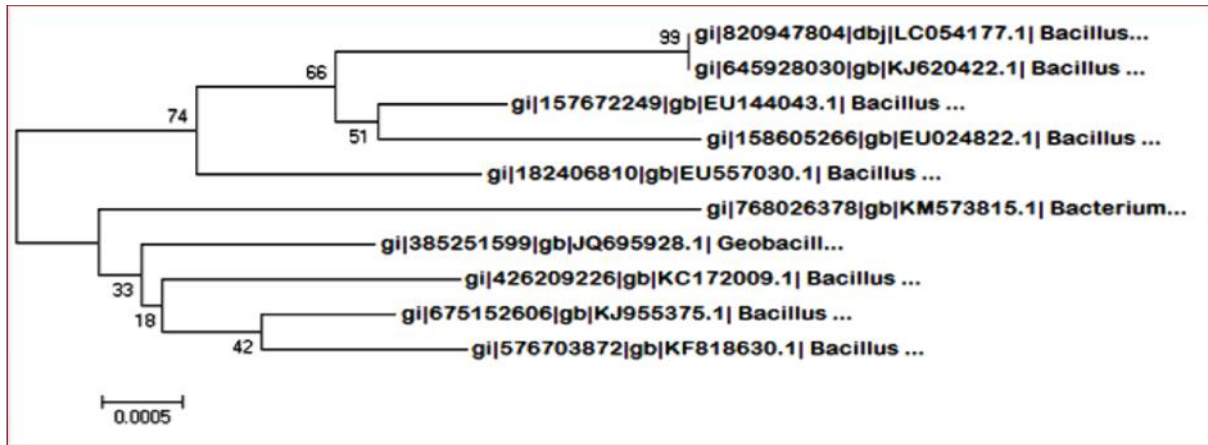 99 gi|820947804|dbj|LC054177.1| Bacillus...
gi|645928030|gb|KJ620422.1| Bacillus ...
66
gi|157672249|gb|EU144043.1| Bacillus ...
74
51
gi|158605266|gb|EU024822.1| Bacillus ...
gi|182406810|gb|EU557030.1| Bacillus ...
gi|768026378|gb|KM573815.1| Bacterium...
gi|385251599|gb|JQ695928.1| Geobacill...
33
gi|426209226|gb|KC172009.1| Bacillus ...
18
gi|675152606|gb|KJ955375.1| Bacillus ...
42
gi|576703872|gb|KF818630.1| Bacillus ...
0.0005